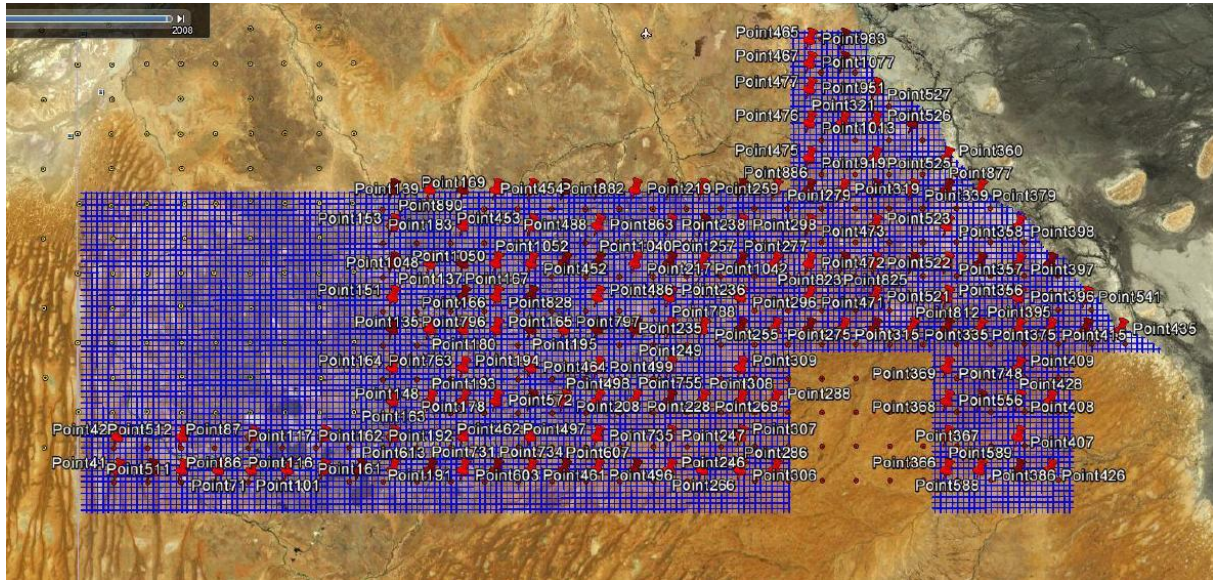 2008
Point465 Point983
Point467 Point1077
Point477 Point951 Point527
Point321
Point476 Point526
Point1013
Point475 Point360
Point919 Point525
Point886 Point877
Point139 Point169 Point454 Point882 Point219 Point259 Point279 Point319 Point339 Point379
Point890
Point153 Point183 Point453 Point488 Point863 Point238 Point298 Point473 Point523 Point358 Point398
Point1052 Point1040 Point257 Point277
Point1048 Point1050 Point452 Point217 Point1042 Point472 Point522 Point357 Point397
Point137 Point167 Point823 Point825
Point151 Point166 Point828 Point486 Point236 Point296 Point471 Point521 Point356 Point396 Point541
Point788 Point812 Point395
Point135 Point796 Point165 Point797 Point235 Point255 Point275 Point315 Point335 Point375 Point415 Point435
Point180 Point195 Point249
Point164 Point763 Point194 Point464 Point499 Point309 Point369 Point748 Point409
Point193 Point498 Point755 Point308 Point428
Point148 Point178 Point572 Point208 Point228 Point268 Point288 Point368 Point556 Point408
Point163
Point42 Point512 Point87 Point117 Point162 Point192 Point462 Point497 Point735 Point247 Point307 Point367 Point407
Point613 Point731 Point734 Point607 Point286 Point589
Point41 Point511 Point86 Point116 Point161 Point191 Point603 Point461 Point496 Point246 Point306 Point366 Point386 Point426
Point71 Point101 Point266 Point588